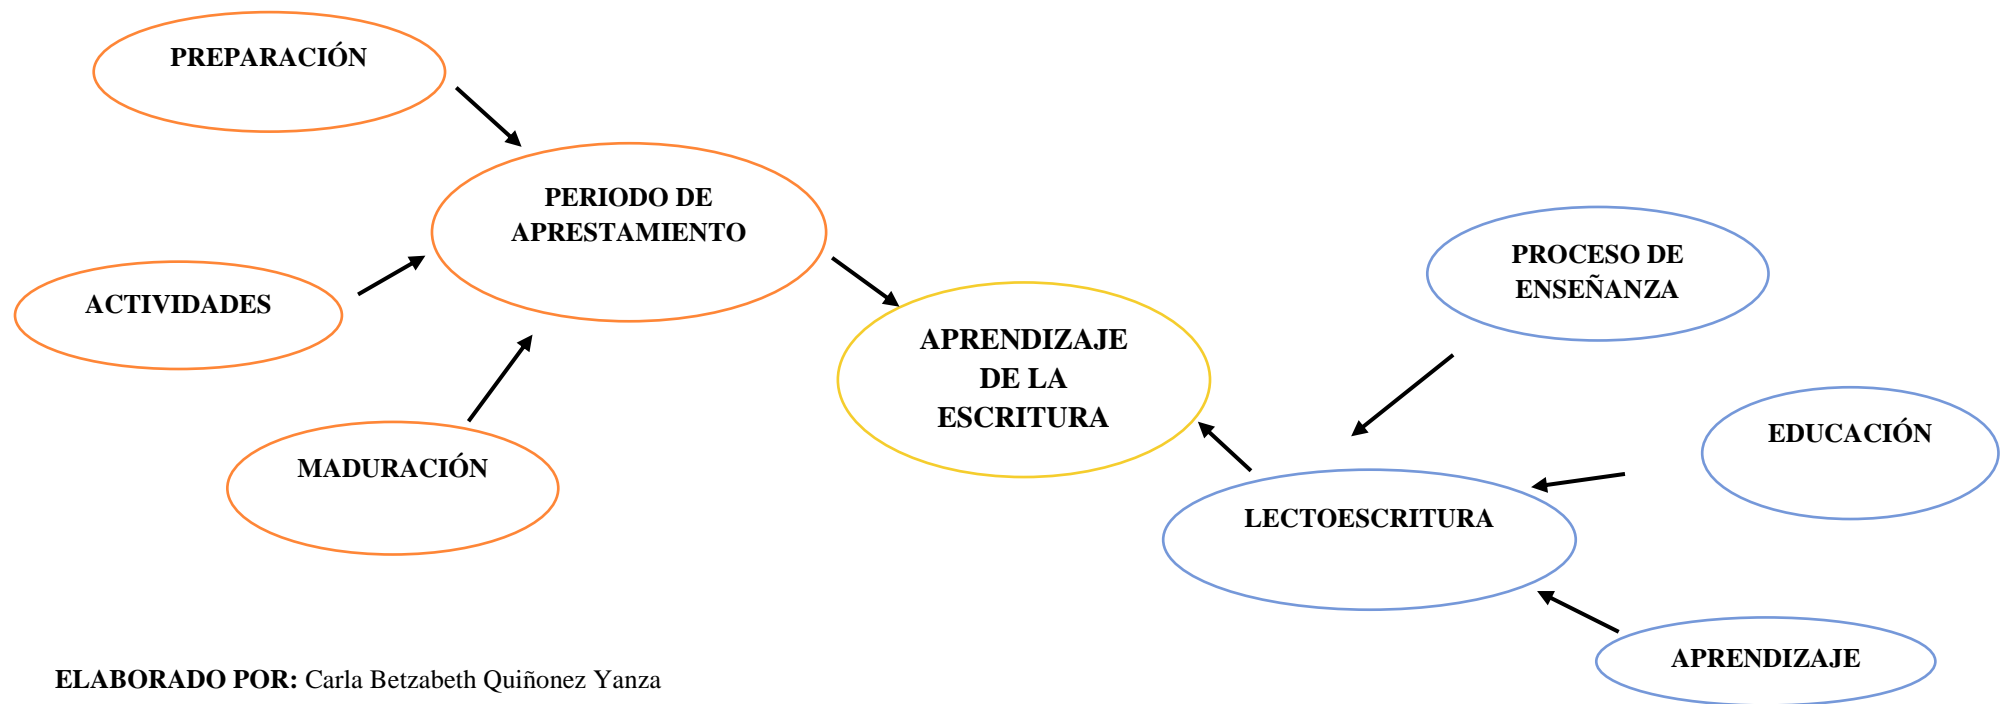 PREPARACIÓN
PERIODO DE
APRESTAMIENTO
ACTIVIDADES
MADURACIÓN
APRENDIZAJE
DE LA
ESCRITURA
PROCESO DE
ENSEÑANZA
EDUCACIÓN
LECTOESCRITURA
APRENDIZAJE
ELABORADO POR: Carla Betzabeth Quiñonez Yanza